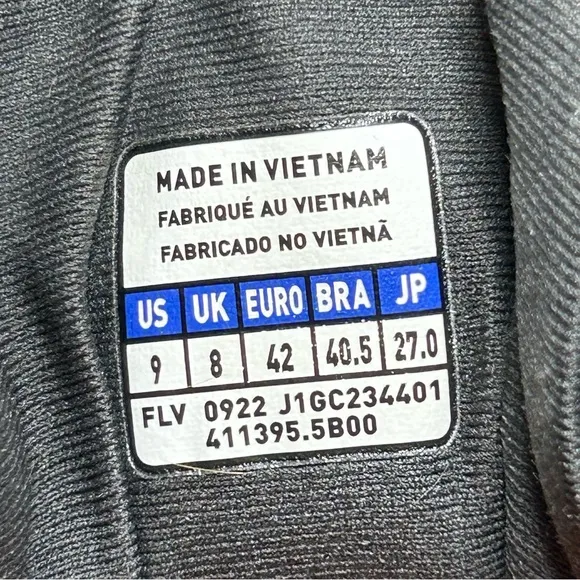 MADE IN VIETNAM
FABRIQUÉ AU VIETNAM
FABRICADO NO VIETNÃ
US UK EURO BRA JP
9 8 42 40.5 27.0
FLV 0922 J1GC234401
411395.5B00